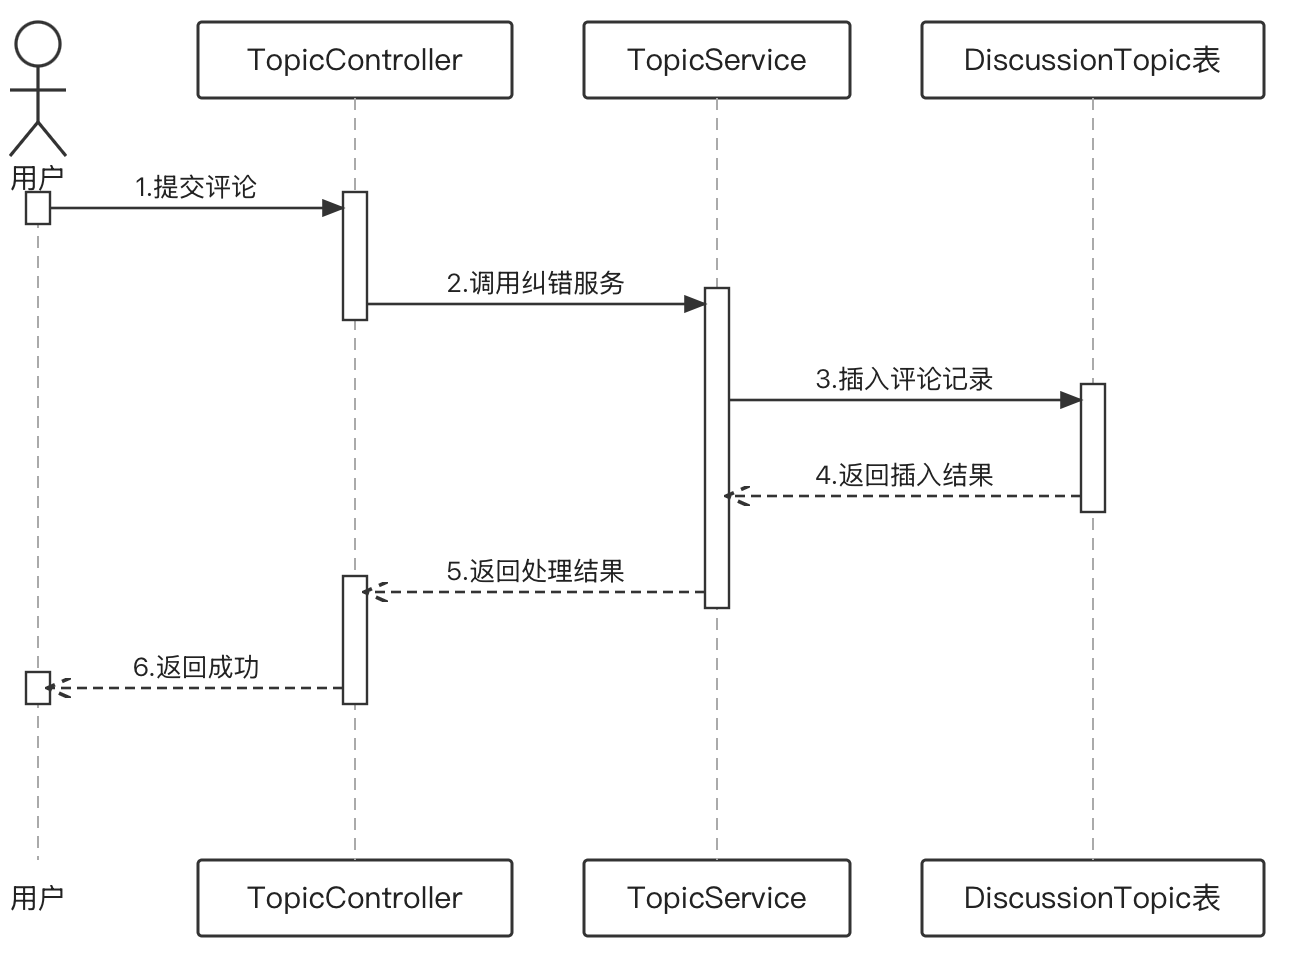 TopicController
TopicService
DiscussionTopic表
用户
1.提交评论
2.调用纠错服务
3.插入评论记录
4.返回插入结果
5.返回处理结果
6.返回成功
用户
TopicController
TopicService
DiscussionTopic表